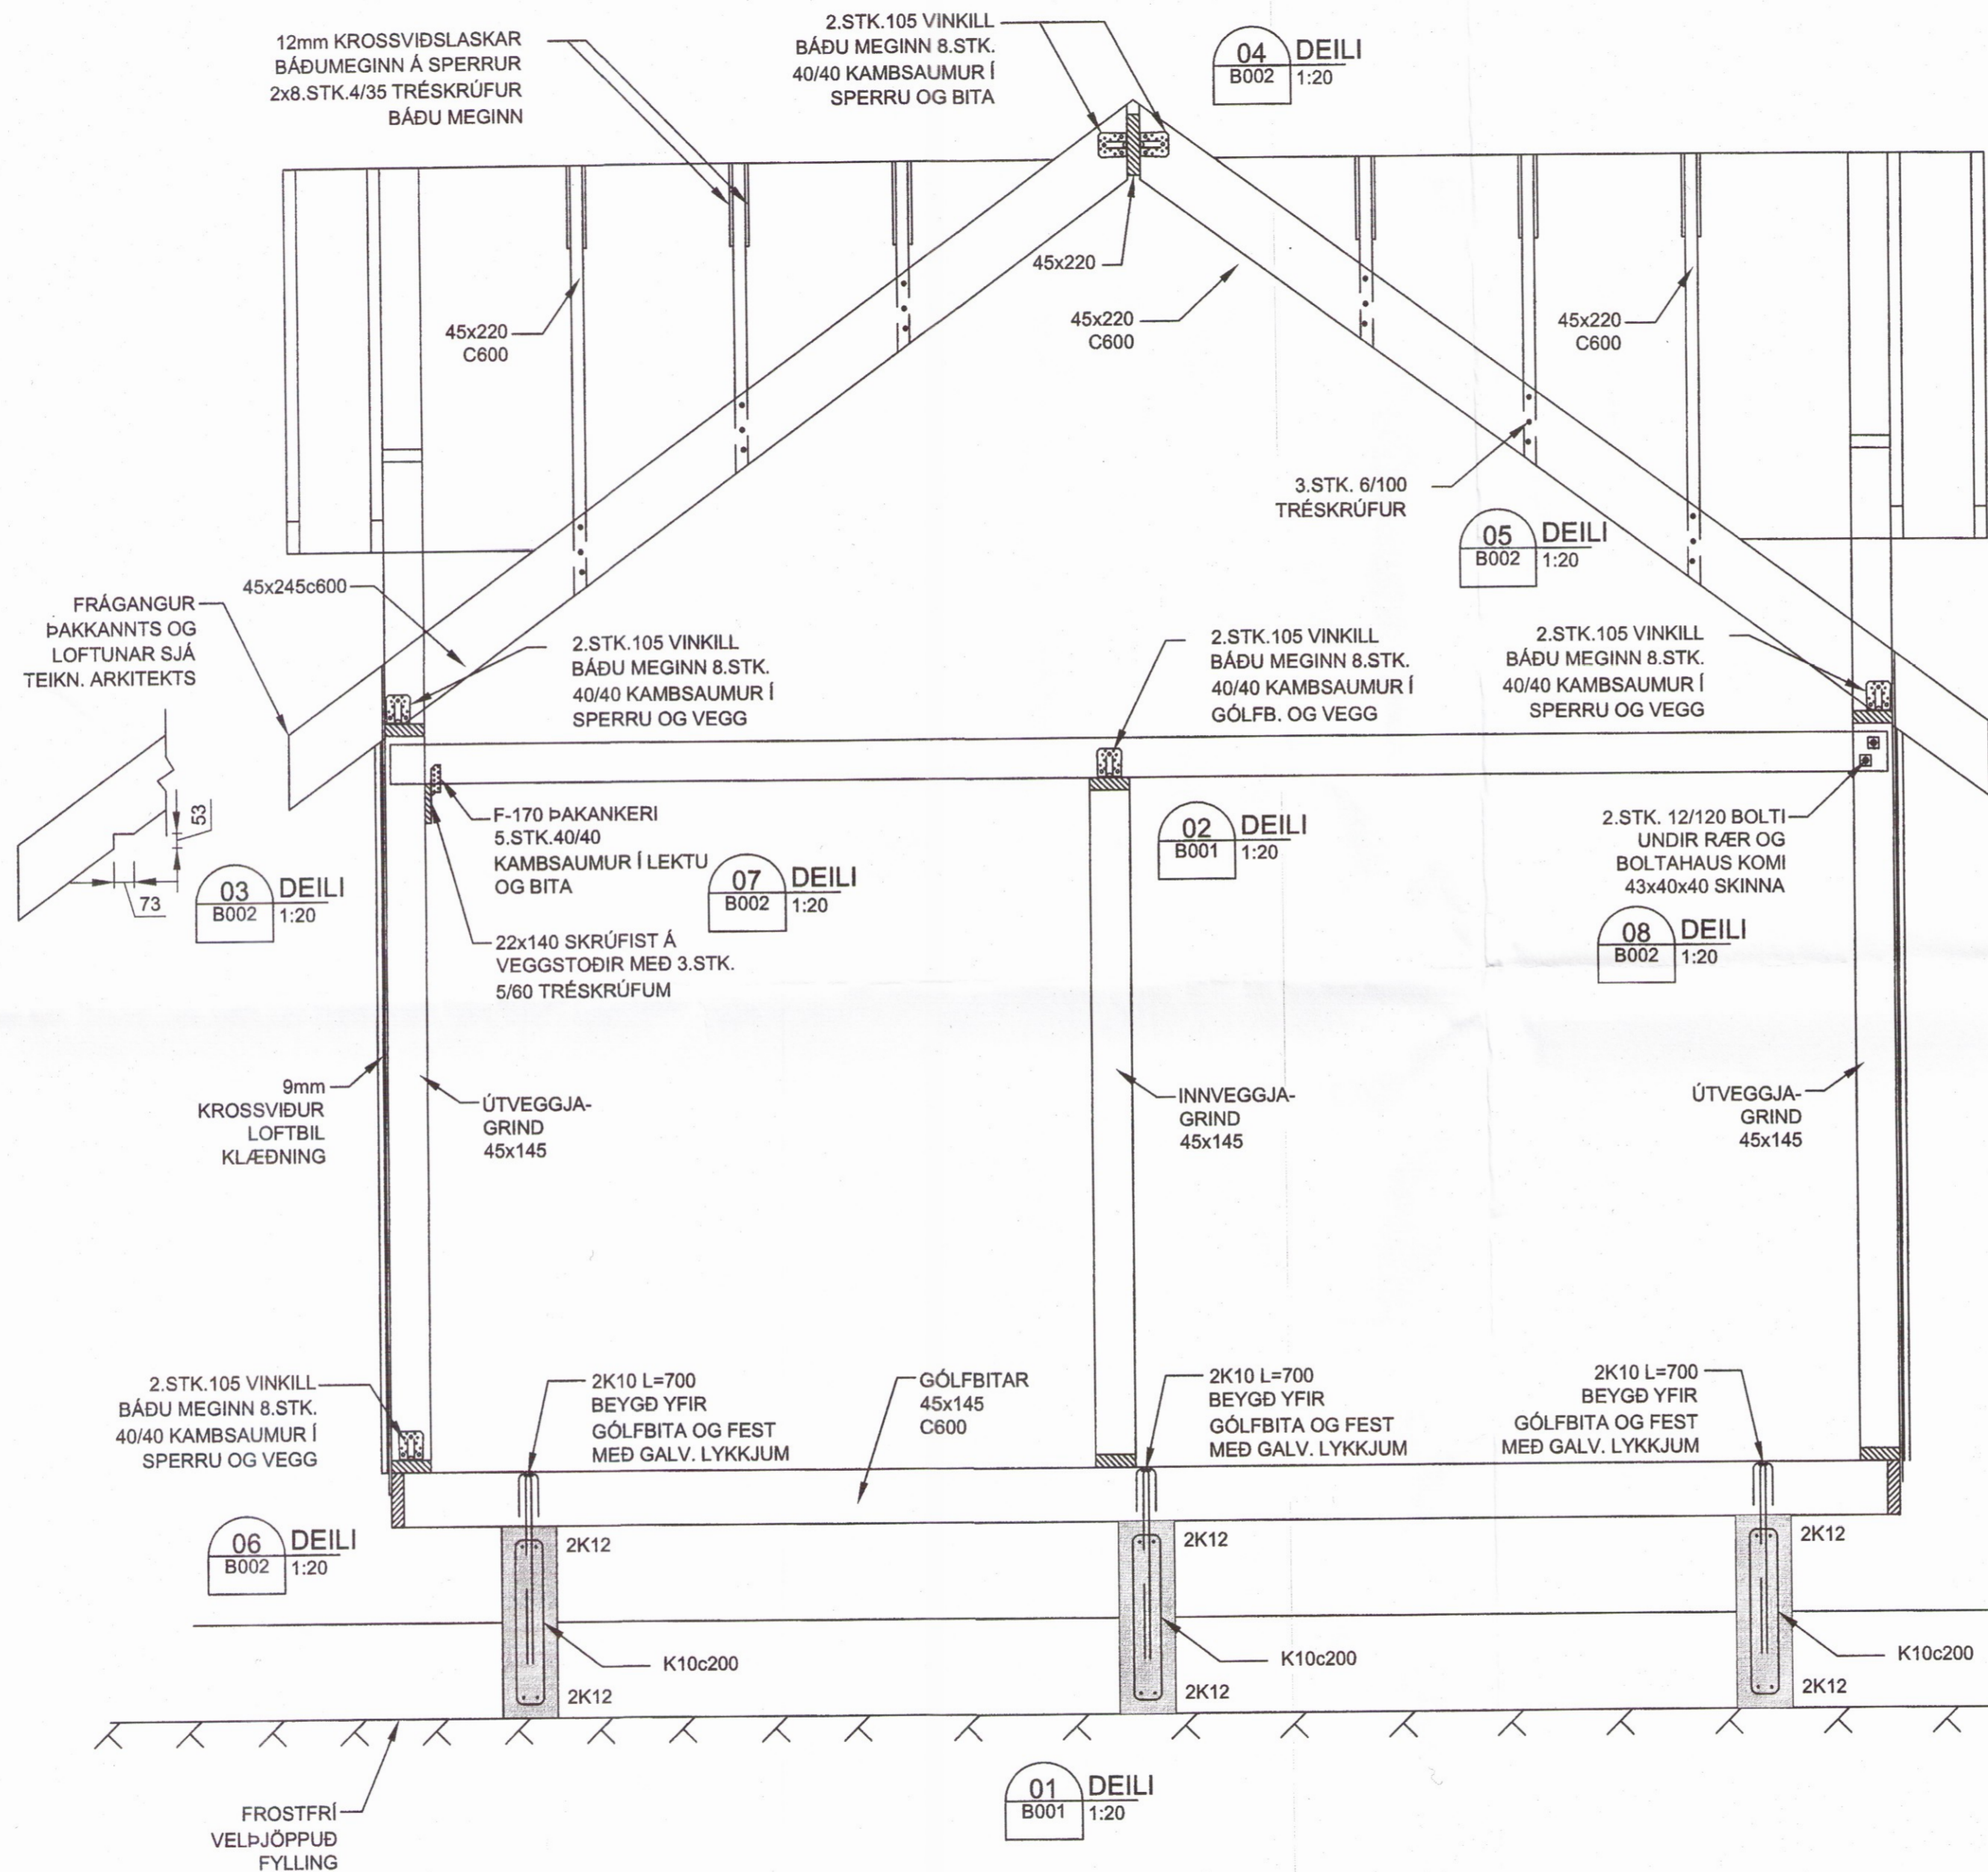 12mm KROSSVIÐSLASKAR
BÁÐUMEGINN Á SPERRUR
2x8.STK.4/35 TRÉSKRÚFUR
BÁÐU MEGINN
2.STK.105 VINKILL
BÁÐU MEGINN 8.STK.
40/40 KAMBSAUMUR Í
SPERRU OG BITA
04 DEILI
B002 1:20
45x220
C600
45x220
45x220
C600
45x220
C600
3.STK. 6/100
TRÉSKRÚFUR
05 DEILI
B002 1:20
45x245c600
FRÁGANGUR
ÞAKKANNTS OG
LOFTUNAR SJÁ
TEIKN. ARKITEKTS
2.STK.105 VINKILL
BÁÐU MEGINN 8.STK.
40/40 KAMBSAUMUR Í
SPERRU OG VEGG
2.STK.105 VINKILL
BÁÐU MEGINN 8.STK.
40/40 KAMBSAUMUR Í
GÓLFB. OG VEGG
2.STK.105 VINKILL
BÁÐU MEGINN 8.STK.
40/40 KAMBSAUMUR Í
SPERRU OG VEGG
53
73
03 DEILI
B002 1:20
F-170 ÞAKANKERI
5.STK.40/40
KAMBSAUMUR Í LEKTU
OG BITA
07 DEILI
B002 1:20
22x140 SKRÚFIST Á
VEGGSTOÐIR MEÐ 3.STK.
5/60 TRÉSKRÚFUM
02 DEILI
B001 1:20
2.STK. 12/120 BOLTI
UNDIR RÆR OG
BOLTAHAUS KOMI
43x40x40 SKINNA
08 DEILI
B002 1:20
9mm
KROSSVIÐUR
LOFTBIL
KLÆÐNING
ÚTVEGGJA-
GRIND
45x145
INNVEGGJA-
GRIND
45x145
ÚTVEGGJA-
GRIND
45x145
2.STK.105 VINKILL
BÁÐU MEGINN 8.STK.
40/40 KAMBSAUMUR Í
SPERRU OG VEGG
2K10 L=700
BEYGÐ YFIR
GÓLFBITA OG FEST
MEÐ GALV. LYKKJUM
GÓLFBITAR
45x145
C600
2K10 L=700
BEYGÐ YFIR
GÓLFBITA OG FEST
MEÐ GALV. LYKKJUM
2K10 L=700
BEYGÐ YFIR
GÓLFBITA OG FEST
MEÐ GALV. LYKKJUM
06 DEILI
B002 1:20
2K12
2K12
2K12
K10c200
K10c200
K10c200
2K12
2K12
2K12
01 DEILI
B001 1:20
FROSTFRÍ
VELÞJÖPPUÐ
FYLLING